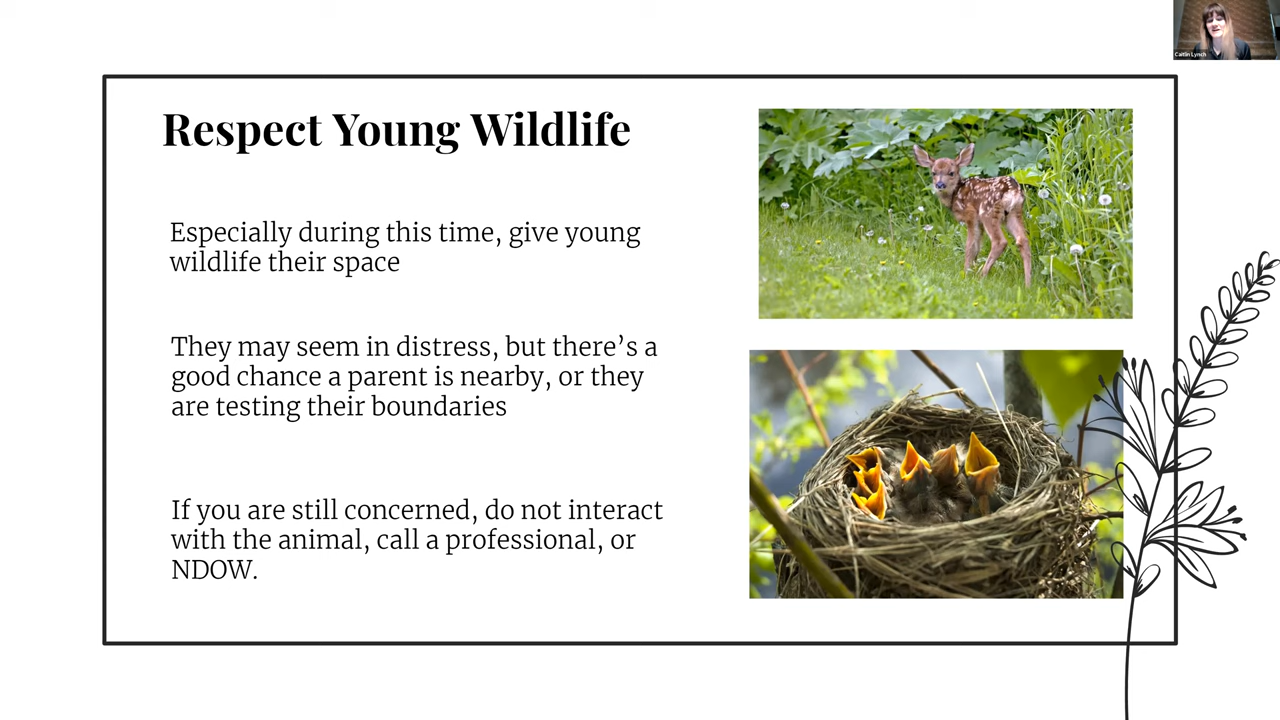 Caitlin Lynch
Respect Young Wildlife
Especially during this time, give young
wildlife their space
They may seem in distress, but there’s a
good chance a parent is nearby, or they
are testing their boundaries
If you are still concerned, do not interact
with the animal, call a professional, or
NDOW.